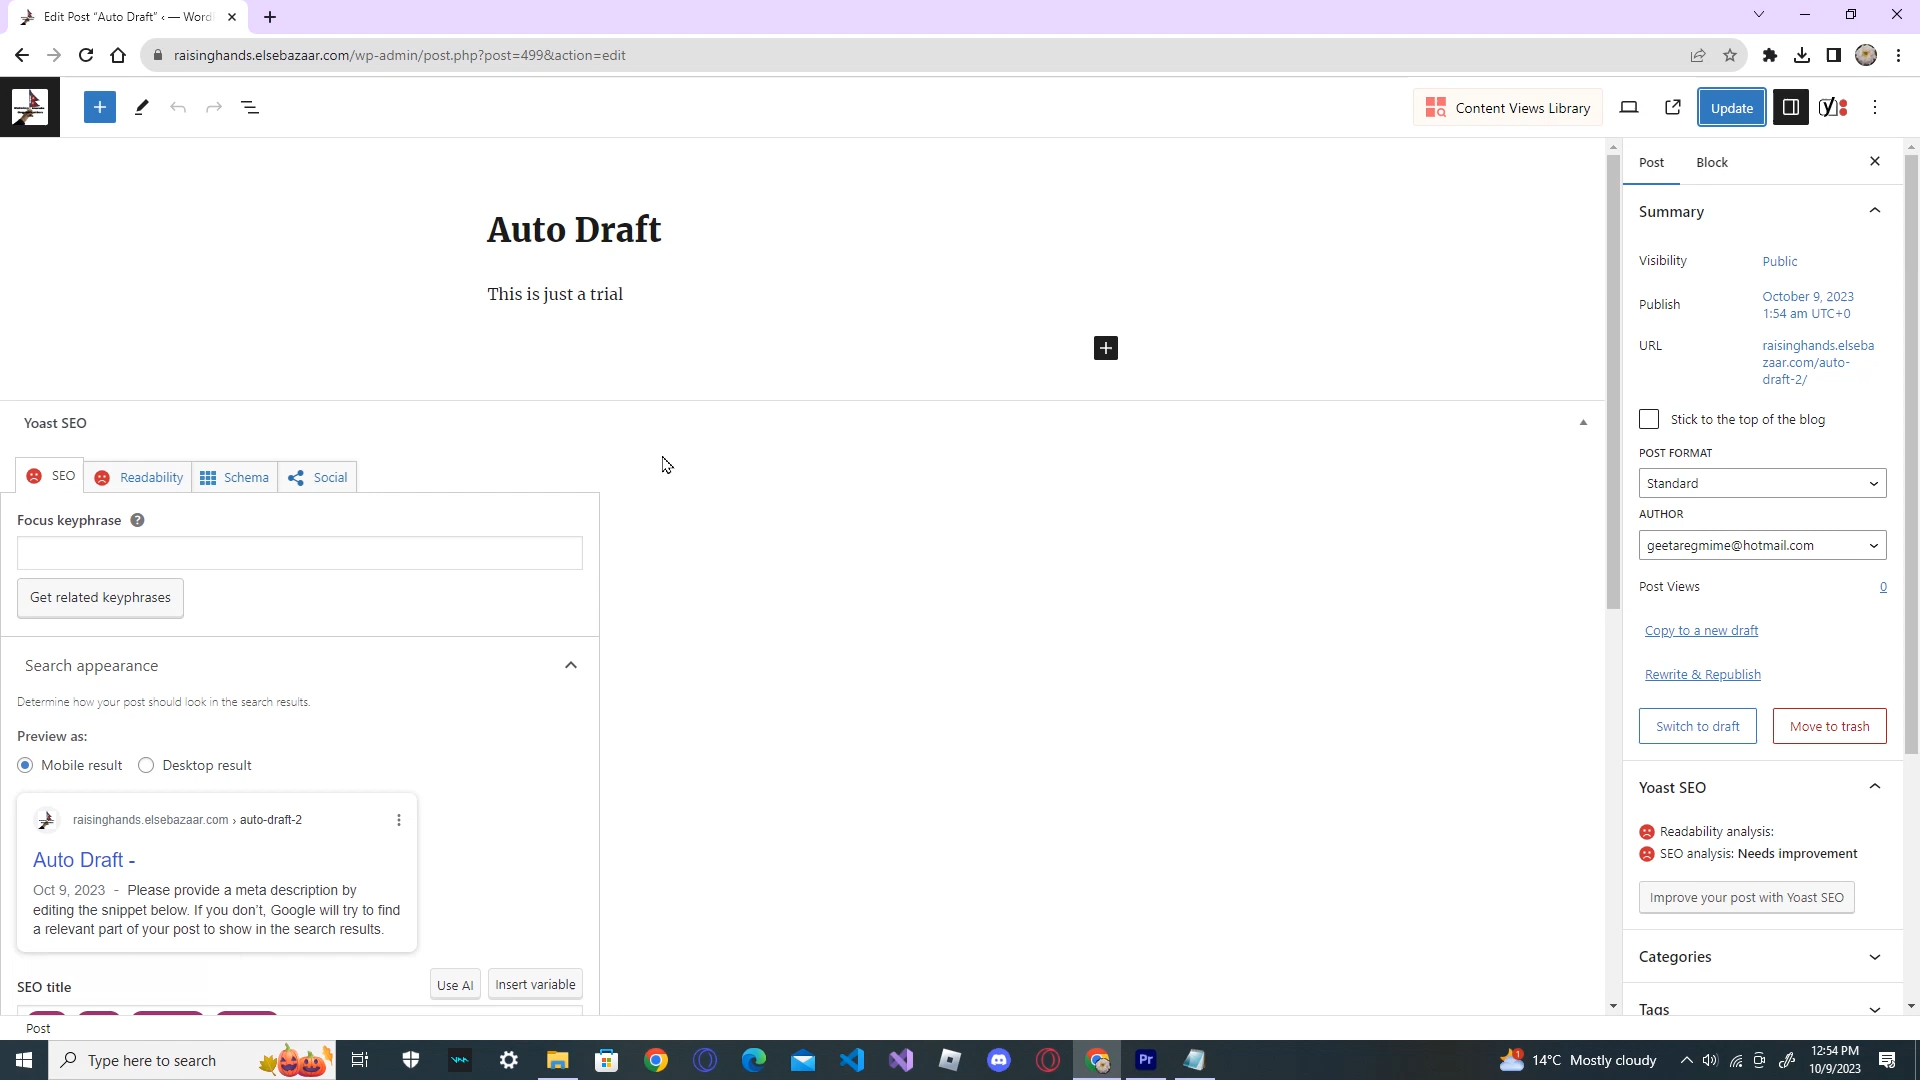 Edit Post “Auto Draft” ‹ — Word
raisinghands.elsebazaar.com/wp-admin/post.php?post=499&action=edit
Content Views Library
Update
Auto Draft
This is just a trial
Yoast SEO
SEO
Readability
Schema
Social
Focus keyphrase
Get related keyphrases
Search appearance
Determine how your post should look in the search results.
Preview as:
Mobile result
Desktop result
raisinghands.elsebazaar.com › auto-draft-2
Auto Draft -
Oct 9, 2023 - Please provide a meta description by
editing the snippet below. If you don’t, Google will try to find
a relevant part of your post to show in the search results.
SEO title
Use AI
Insert variable
Post
Post
Block
Summary
Visibility
Public
Publish
October 9, 2023
1:54 am UTC+0
URL
raisinghands.elseba
zaar.com/auto-
draft-2/
Stick to the top of the blog
POST FORMAT
Standard
AUTHOR
geetaregmime@hotmail.com
Post Views
0
Copy to a new draft
Rewrite & Republish
Switch to draft
Move to trash
Yoast SEO
Readability analysis:
SEO analysis: Needs improvement
Improve your post with Yoast SEO
Categories
Tags
Type here to search
Pr
1
14°C Mostly cloudy
12:54 PM
10/9/2023